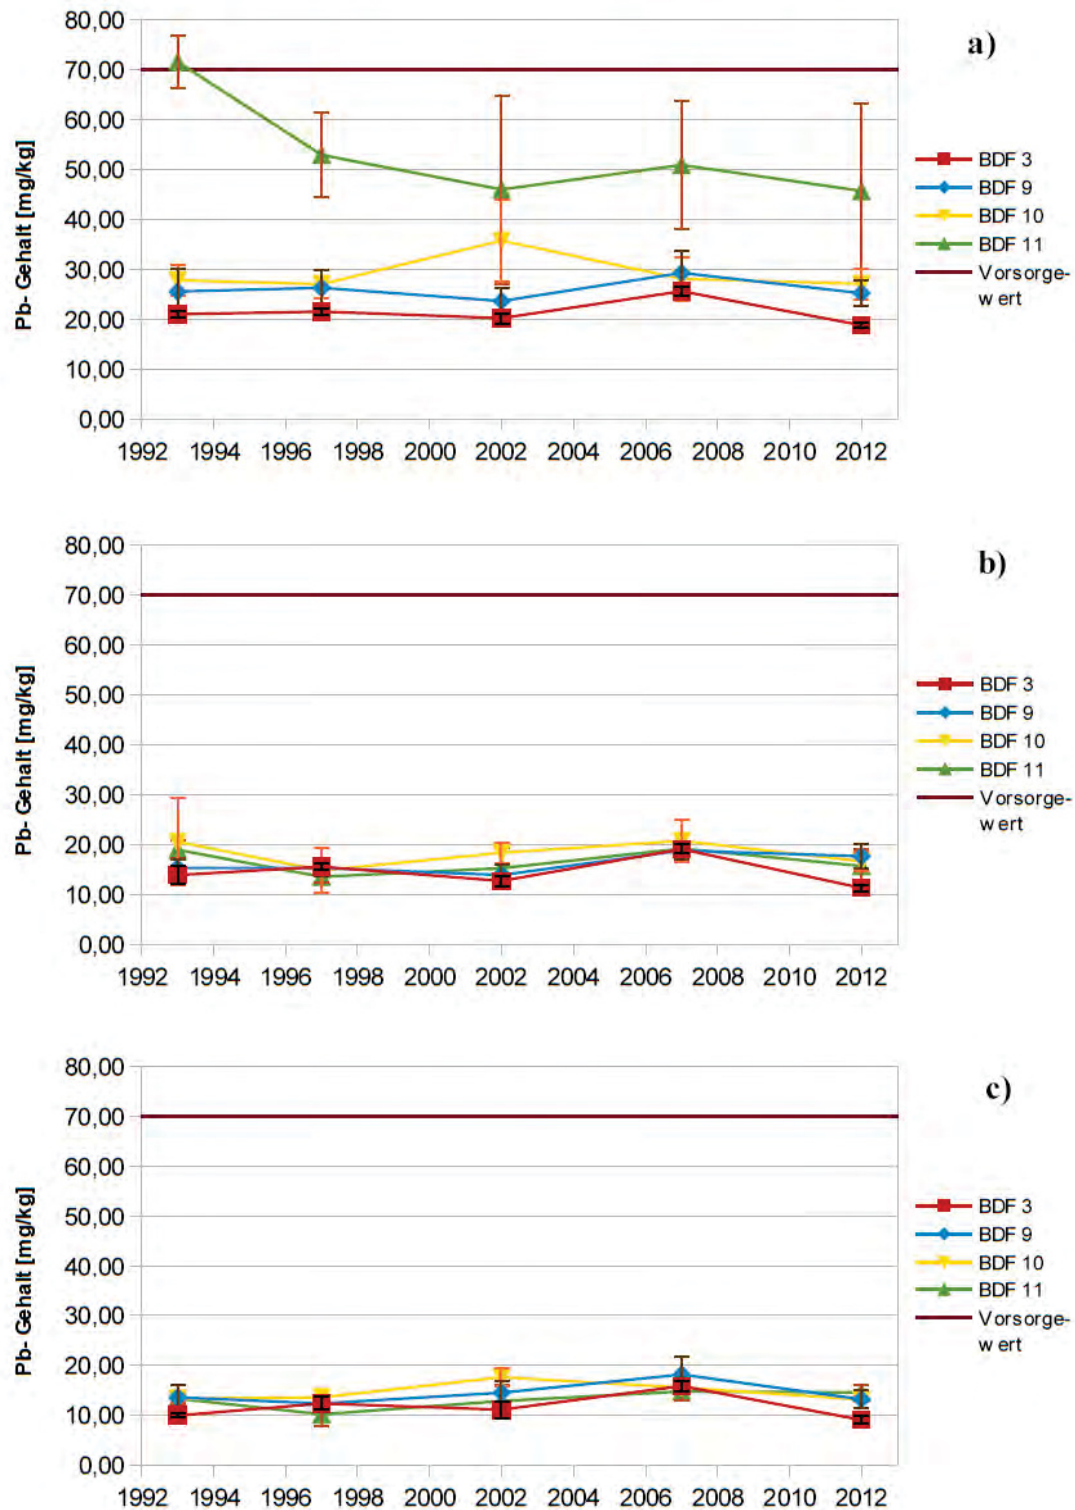 80,00
a)
70,00
60,00
50,00
40,00
30,00
20,00
10,00
0,00
Pb- Gehalt [mg/kg]
BDF 3
BDF 9
BDF 10
BDF 11
Vorsorge-
wert
1992 1994 1996 1998 2000 2002 2004 2006 2008 2010 2012
80,00
b)
70,00
60,00
50,00
40,00
30,00
20,00
10,00
0,00
Pb- Gehalt [mg/kg]
BDF 3
BDF 9
BDF 10
BDF 11
Vorsorge-
wert
1992 1994 1996 1998 2000 2002 2004 2006 2008 2010 2012
80,00
c)
70,00
60,00
50,00
40,00
30,00
20,00
10,00
0,00
Pb- Gehalt [mg/kg]
BDF 3
BDF 9
BDF 10
BDF 11
Vorsorge-
wert
1992 1994 1996 1998 2000 2002 2004 2006 2008 2010 2012